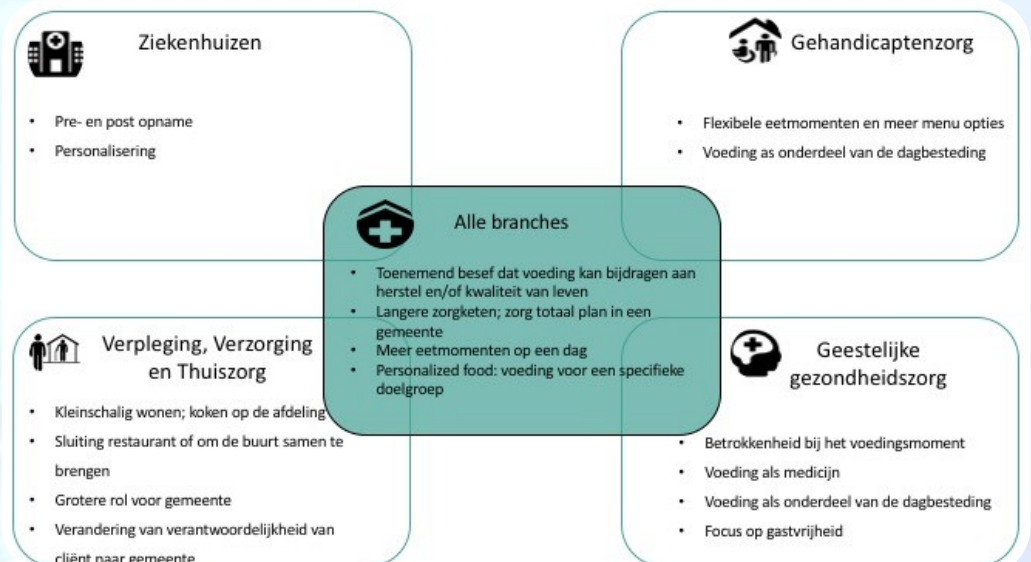 Ziekenhuizen
• Pre- en post opname
• Personalisering
Gehandicaptenzorg
• Flexibele eetmomenten en meer menu opties
• Voeding as onderdeel van de dagbesteding
Alle branches
• Toenemend besef dat voeding kan bijdragen aan
herstel en/of kwaliteit van leven
• Langere zorgketen; zorg totaal plan in een
gemeente
• Meer eetmomenten op een dag
• Personalized food: voeding voor een specifieke
doelgroep
Verpleging, Verzorging
en Thuiszorg
• Kleinschalig wonen; koken op de afdeling
• Sluiting restaurant of om de buurt samen te
brengen
• Grotere rol voor gemeente
• Verandering van verantwoordelijkheid van
cliënt naar gemeente
Geestelijke
gezondheidszorg
• Betrokkenheid bij het voedingsmoment
• Voeding als medicijn
• Voeding als onderdeel van de dagbesteding
• Focus op gastvrijheid